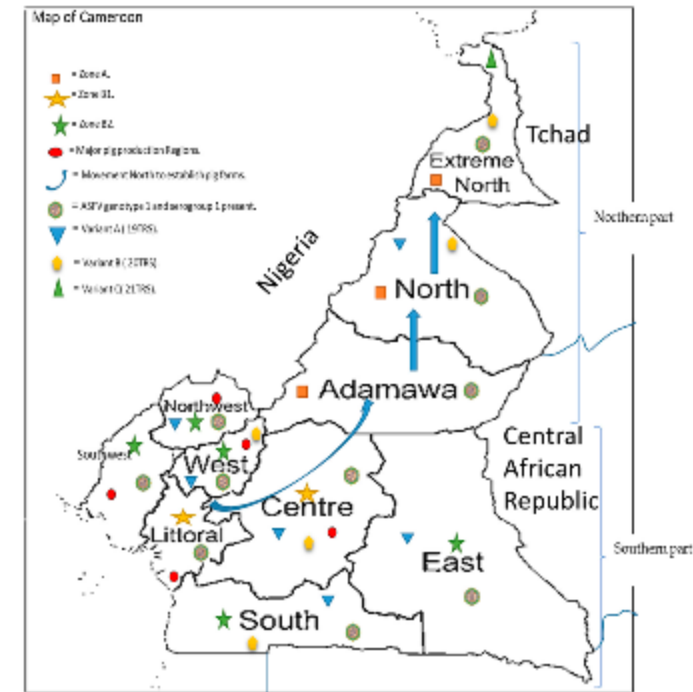 Map of Cameroon
= Zone A.
= Zone B1.
= Zone B2.
= Major pig production Regions.
= Movement North to establish pig farms.
= ASFV genotype 1 and serogroup 1 present.
= Variant A (19TRS).
= Variant B (20TRS)
= Variant C (21TRS).
Tchad
Extreme
North
Northern part
Nigeria
North
Adamawa
Northwest
Southwest
West
Central
African
Republic
Centre
Littoral
East
Southern part
South